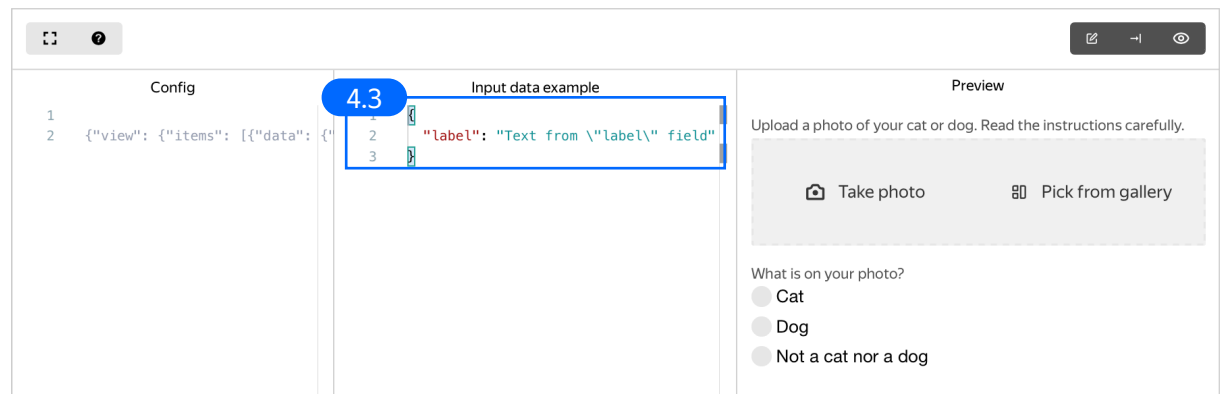 Config
1
2 {"view": {"items": [{"data": {"
4.3
Input data example
1 {
2 "label": "Text from \"label\" field"
3 }
Preview
Upload a photo of your cat or dog. Read the instructions carefully.
Take photo
Pick from gallery
What is on your photo?
Cat
Dog
Not a cat nor a dog